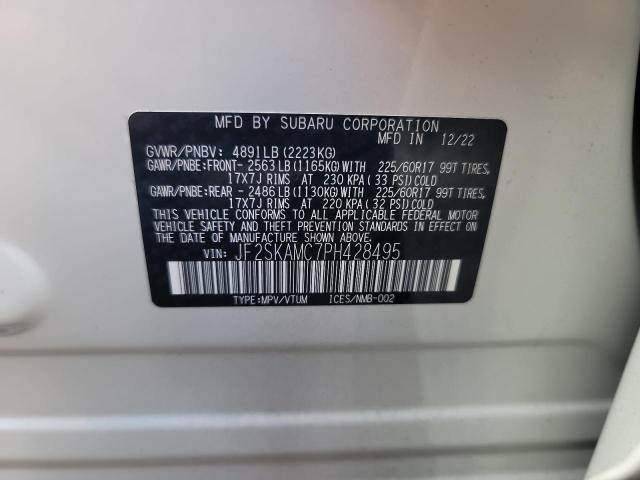 MFD BY SUBARU CORPORATION
MFD IN 12/22
GVWR/PNBV: 4891LB (2223KG)
GAWR/PNBE:FRONT- 2563LB(1165KG)WITH 225/60R17 99T TIRES,
17X7J RIMS AT 230 KPA (33 PSI)COLD
GAWR/PNBE:REAR - 2486LB(1130KG)WITH 225/60R17 99T TIRES,
17X7J RIMS AT 220 KPA (32 PSI)COLD
THIS VEHICLE CONFORMS TO ALL APPLICABLE FEDERAL MOTOR
VEHICLE SAFETY, BUMPER, AND THEFT PREVENTION STANDARDS IN EFFECT
ON THE DATE OF MANUFACTURE SHOWN ABOVE.
VIN: JF2SKAMC7PH428495
TYPE:MPV/VTUM ICES/NMB-002